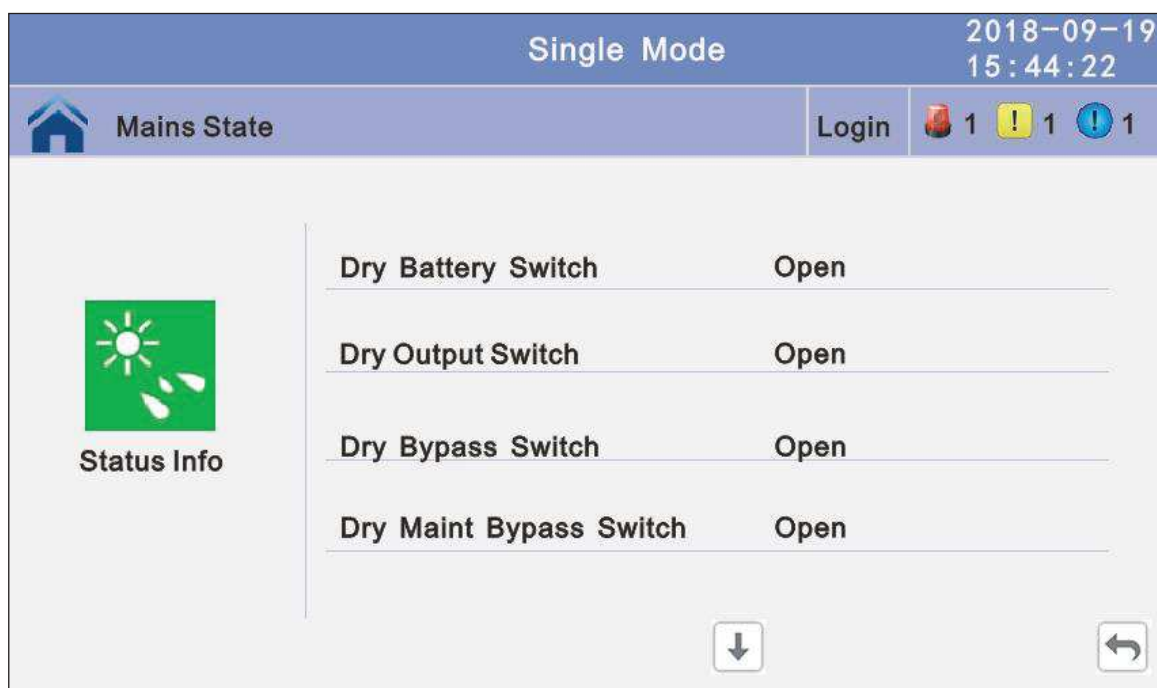 Single Mode
2018-09-19
15:44:22
Mains State
Login
1
! 1
! 1
Dry Battery Switch Open
Dry Output Switch Open
Dry Bypass Switch Open
Dry Maint Bypass Switch Open
Status Info